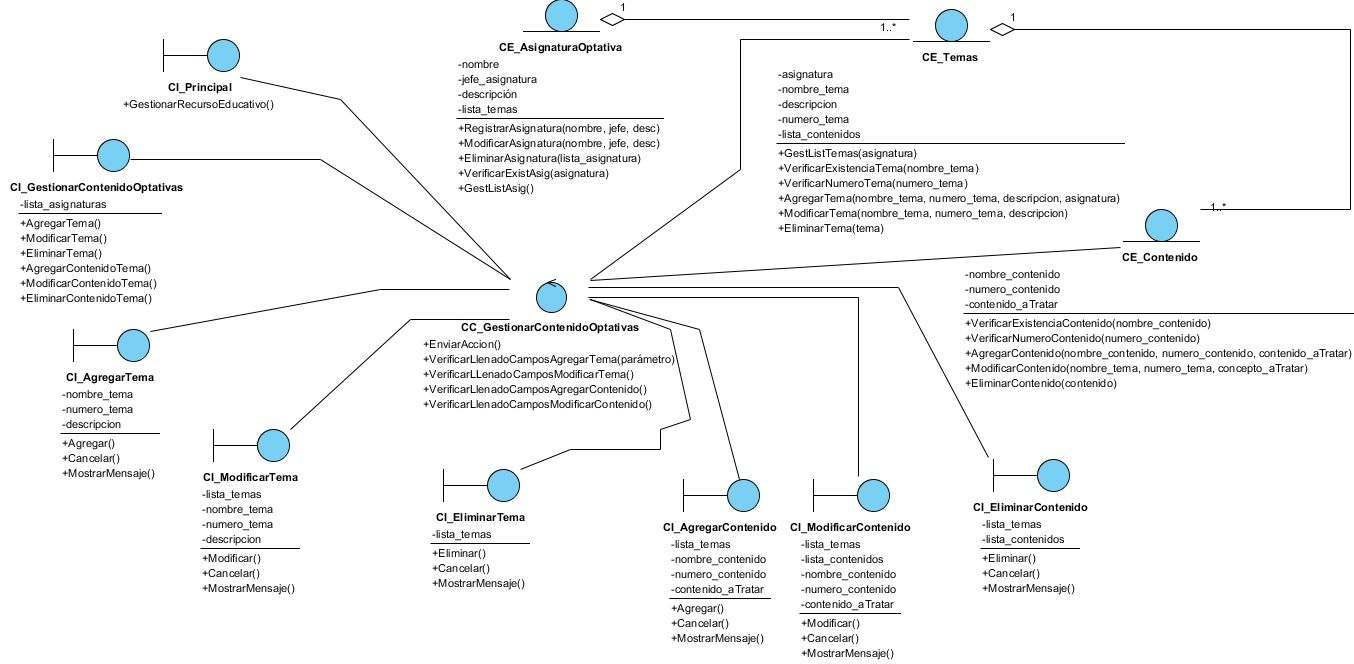 1
1..*
CE_AsignaturaOptativa
-nombre
-jefe_asignatura
-descripción
-lista_temas
+RegistrarAsignatura(nombre, jefe, desc)
+ModificarAsignatura(nombre, jefe, desc)
+EliminarAsignatura(lista_asignatura)
+VerificarExistAsig(asignatura)
+GestListAsig()
1
CE_Temas
-asignatura
-nombre_tema
-descripcion
-numero_tema
-lista_contenidos
+GestListTemas(asignatura)
+VerificarExistenciaTema(nombre_tema)
+VerificarNumeroTema(numero_tema)
+AgregarTema(nombre_tema, numero_tema, descripcion, asignatura)
+ModificarTema(nombre_tema, numero_tema, descripcion)
+EliminarTema(tema)
CI_Principal
+GestionarRecursoEducativo()
CI_GestionarContenidoOptativas
-lista_asignaturas
+AgregarTema()
+ModificarTema()
+EliminarTema()
+AgregarContenidoTema()
+ModificarContenidoTema()
+EliminarContenidoTema()
1..*
CE_Contenido
-nombre_contenido
-numero_contenido
-contenido_aTratar
+VerificarExistenciaContenido(nombre_contenido)
+VerificarNumeroContenido(numero_contenido)
+AgregarContenido(nombre_contenido, numero_contenido, contenido_aTratar)
+ModificarContenido(nombre_tema, numero_tema, concepto_aTratar)
+EliminarContenido(contenido)
CC_GestionarContenidoOptativas
+EnviarAccion()
+VerificarLlenadoCamposAgregarTema(parámetro)
+VerificarLLenadoCamposModificarTema()
+VerificarLlenadoCamposAgregarContenido()
+VerificarLlenadoCamposModificarContenido()
CI_AgregarTema
-nombre_tema
-numero_tema
-descripcion
+Agregar()
+Cancelar()
+MostrarMensaje()
CI_ModificarTema
-lista_temas
-nombre_tema
-numero_tema
-descripcion
+Modificar()
+Cancelar()
+MostrarMensaje()
CI_EliminarTema
-lista_temas
+Eliminar()
+Cancelar()
+MostrarMensaje()
CI_AgregarContenido
-lista_temas
-nombre_contenido
-numero_contenido
-contenido_aTratar
+Agregar()
+Cancelar()
+MostrarMensaje()
CI_ModificarContenido
-lista_temas
-lista_contenidos
-nombre_contenido
-numero_contenido
-contenido_aTratar
+Modificar()
+Cancelar()
+MostrarMensaje()
CI_EliminarContenido
-lista_temas
-lista_contenidos
+Eliminar()
+Cancelar()
+MostrarMensaje()